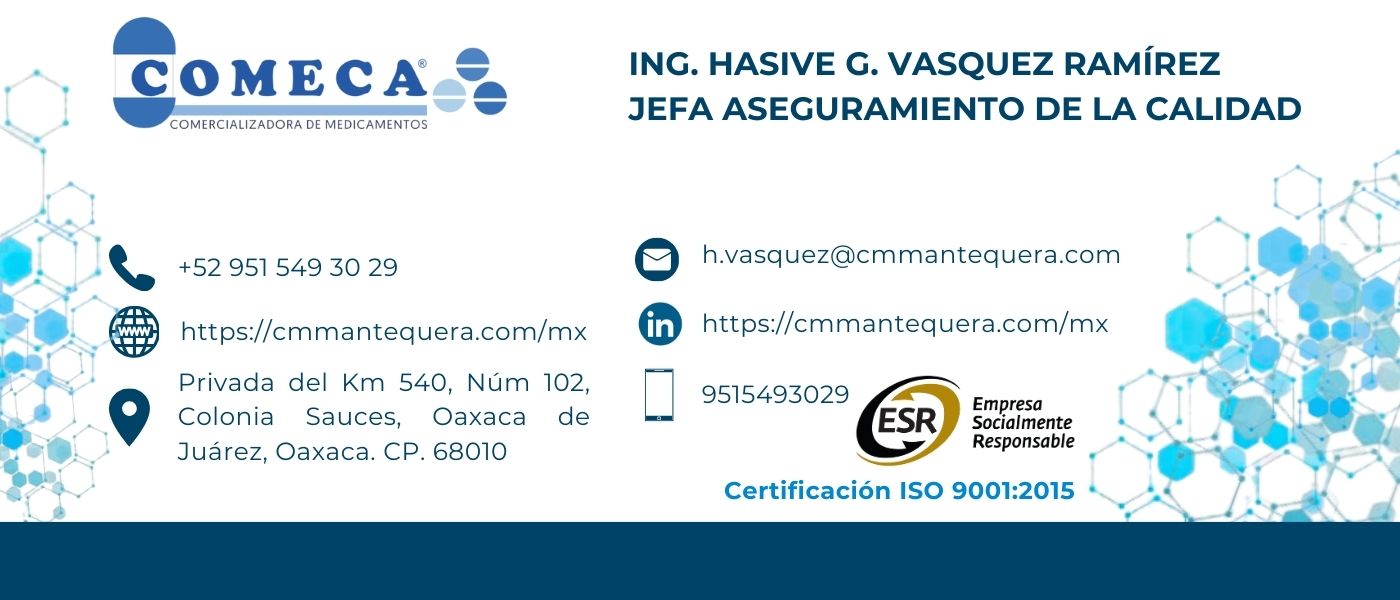 COMECA®
COMERCIALIZADORA DE MEDICAMENTOS
ING. HASIVE G. VASQUEZ RAMÍREZ
JEFA ASEGURAMIENTO DE LA CALIDAD
+52 951 549 30 29
www
https://cmmantequera.com/mx
Privada del Km 540, Núm 102,
Colonia Sauces, Oaxaca de
Juárez, Oaxaca. CP. 68010
h.vasquez@cmmantequera.com
in
https://cmmantequera.com/mx
9515493029
ESR
Empresa
Socialmente
Responsable
Certificación ISO 9001:2015